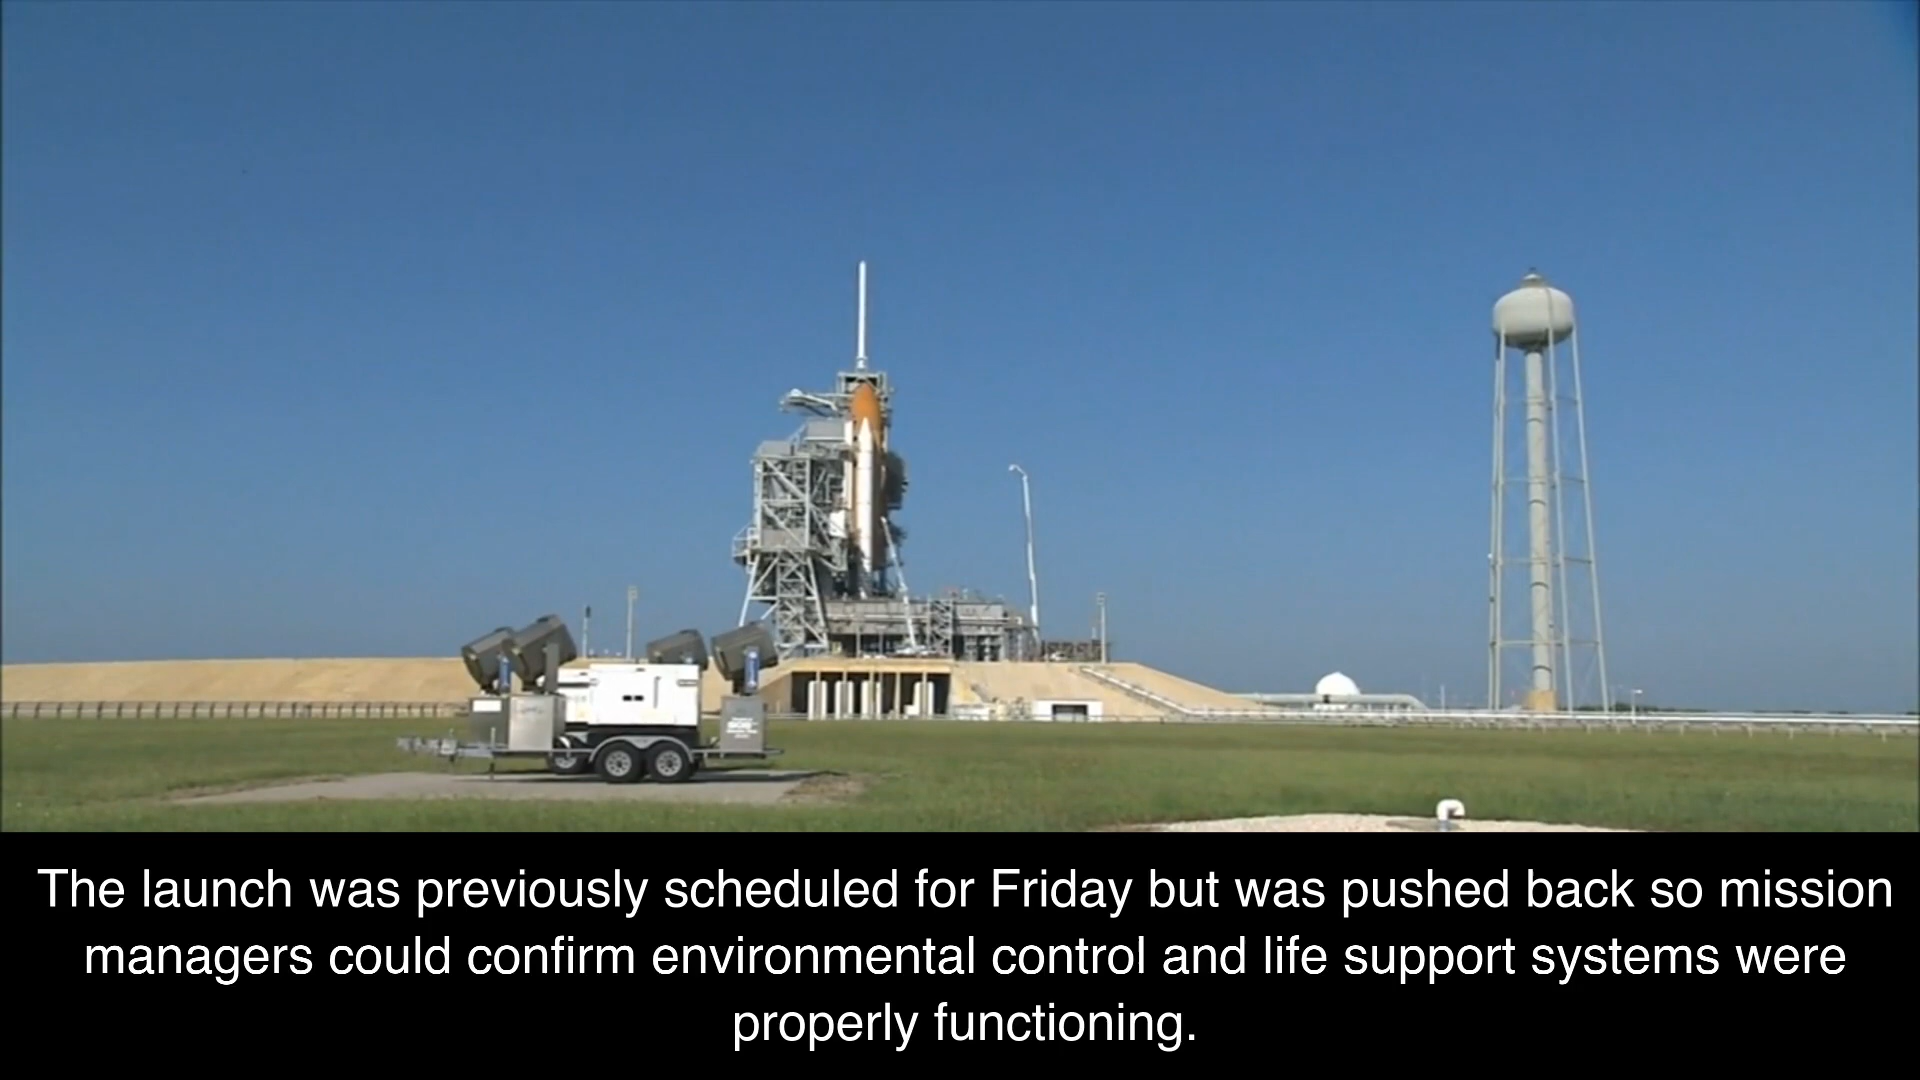 The launch was previously scheduled for Friday but was pushed back so mission
managers could confirm environmental control and life support systems were
properly functioning.